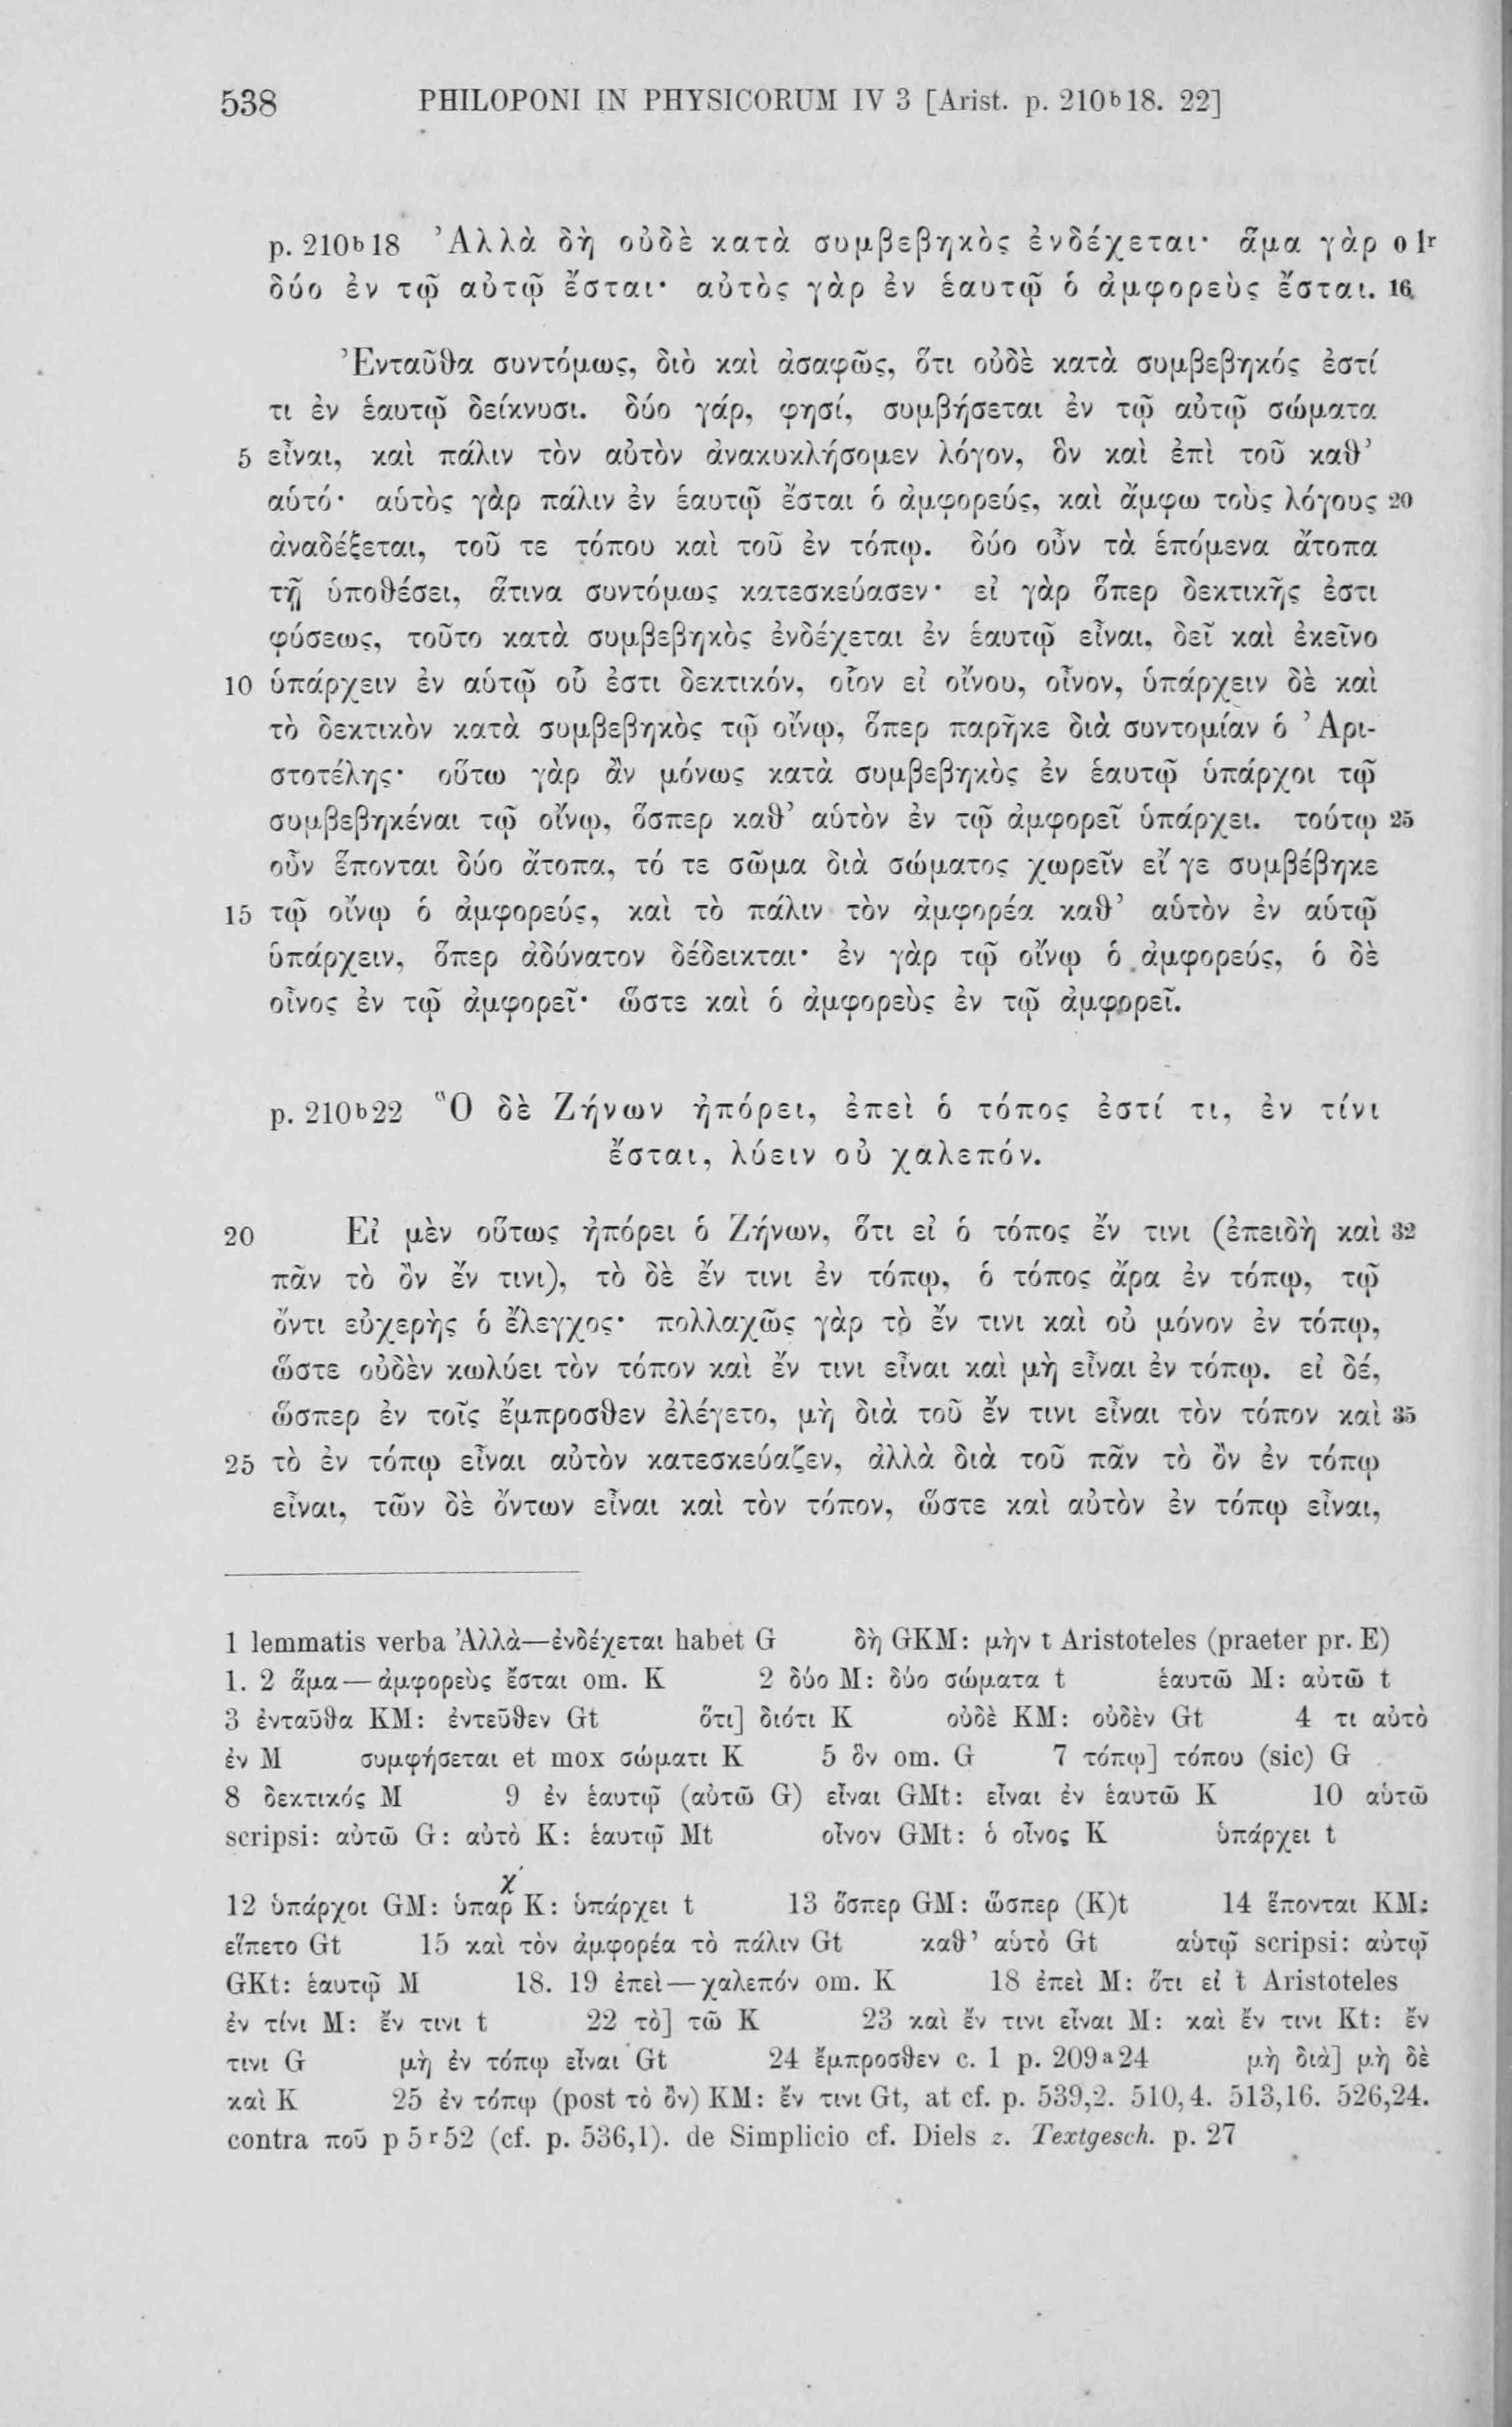 538 PHILOPONI IN PHYSICORUM IV 3 [Arist. p. 210b18. 22]
p. 210b18 Ἀλλὰ δὴ οὐδὲ κατὰ συμβεβηκὸς ἐνδέχεται· ἅμα γὰρ o 1r
δύο ἐν τῷ αὐτῷ ἔσται· αὐτὸς γὰρ ἐν ἑαυτῷ ὁ ἀμφορεὺς ἔσται. 16
Ἐνταῦθα συντόμως, διὸ καὶ ἀσαφῶς, ὅτι οὐδὲ κατὰ συμβεβηκός ἐστί
τι ἐν ἑαυτῷ δείκνυσι. δύο γάρ, φησί, συμβήσεται ἐν τῷ αὐτῷ σώματα
5 εἶναι, καὶ πάλιν τὸν αὐτὸν ἀνακυκλήσομεν λόγον, ὃν καὶ ἐπὶ τοῦ καθ’
αὑτό· αὐτὸς γὰρ πάλιν ἐν ἑαυτῷ ἔσται ὁ ἀμφορεύς, καὶ ἄμφω τοὺς λόγους 20
ἀναδέξεται, τοῦ τε τόπου καὶ τοῦ ἐν τόπῳ. δύο οὖν τὰ ἑπόμενα ἄτοπα
τῇ ὑποθέσει, ἅτινα συντόμως κατεσκεύασεν· εἰ γὰρ ὅπερ δεκτικῆς ἐστι
φύσεως, τοῦτο κατὰ συμβεβηκὸς ἐνδέχεται ἐν ἑαυτῷ εἶναι, δεῖ καὶ ἐκεῖνο
10 ὑπάρχειν ἐν αὑτῷ οὗ ἐστι δεκτικόν, οἷον εἰ οἴνου, οἶνον, ὑπάρχειν δὲ καὶ
τὸ δεκτικὸν κατὰ συμβεβηκὸς τῷ οἴνῳ, ὅπερ παρῆκε διὰ συντομίαν ὁ Ἀρι-
στοτέλης· οὕτω γὰρ ἂν μόνως κατὰ συμβεβηκὸς ἐν ἑαυτῷ ὑπάρχοι τῷ
συμβεβηκέναι τῷ οἴνῳ, ὅσπερ καθ’ αὑτὸν ἐν τῷ ἀμφορεῖ ὑπάρχει. τούτῳ 25
οὖν ἕπονται δύο ἄτοπα, τό τε σῶμα διὰ σώματος χωρεῖν εἴ γε συμβέβηκε
15 τῷ οἴνῳ ὁ ἀμφορεύς, καὶ τὸ πάλιν τὸν ἀμφορέα καθ’ αὑτὸν ἐν αὑτῷ
ὑπάρχειν, ὅπερ ἀδύνατον δέδεικται· ἐν γὰρ τῷ οἴνῳ ὁ ἀμφορεύς, ὁ δὲ
οἶνος ἐν τῷ ἀμφορεῖ· ὥστε καὶ ὁ ἀμφορεὺς ἐν τῷ ἀμφορεῖ.
p. 210b22 Ὃ δὲ Ζήνων ἠπόρει, ἐπεὶ ὁ τόπος ἐστί τι, ἐν τίνι
ἔσται, λύειν οὐ χαλεπόν.
20 Εἰ μὲν οὕτως ἠπόρει ὁ Ζήνων, ὅτι εἰ ὁ τόπος ἔν τινι (ἐπειδὴ καὶ 32
πᾶν τὸ ὂν ἔν τινι), τὸ δὲ ἔν τινι ἐν τόπῳ, ὁ τόπος ἄρα ἐν τόπῳ, τῷ
ὄντι εὐχερὴς ὁ ἔλεγχος· πολλαχῶς γὰρ τὸ ἔν τινι καὶ οὐ μόνον ἐν τόπῳ,
ὥστε οὐδὲν κωλύει τὸν τόπον καὶ ἔν τινι εἶναι καὶ μὴ εἶναι ἐν τόπῳ. εἰ δέ,
ὥσπερ ἐν τοῖς ἔμπροσθεν ἐλέγετο, μὴ διὰ τοῦ ἔν τινι εἶναι τὸν τόπον καὶ 35
25 τὸ ἐν τόπῳ εἶναι αὐτὸν κατεσκεύαζεν, ἀλλὰ διὰ τοῦ πᾶν τὸ ὂν ἐν τόπῳ
εἶναι, τῶν δὲ ὄντων εἶναι καὶ τὸν τόπον, ὥστε καὶ αὐτὸν ἐν τόπῳ εἶναι,
1 lemmatis verba Ἀλλὰ—ἐνδέχεται habet G δὴ GKM: μὴν t Aristoteles (praeter pr. E)
1. 2 ἅμα—ἀμφορεὺς ἔσται om. K 2 δύο M: δύο σώματα t ἑαυτῶ M: αὐτῶ t
3 ἐνταῦθα KM: ἐντεῦθεν Gt ὅτι] διότι K οὐδὲ KM: οὐδὲν Gt 4 τι αὐτὸ
ἐν M συμφήσεται et mox σώματι K 5 ὃν om. G 7 τόπῳ] τόπου (sic) G
8 δεκτικός M 9 ἐν ἑαυτῷ (αὐτῶ G) εἶναι GMt: εἶναι ἐν ἑαυτῶ K 10 αὑτῶ
scripsi: αὐτῶ G: αὐτὸ K: ἑαυτῷ Mt οἶνον GMt: ὁ οἶνος K ὑπάρχει t
12 ὑπάρχοι GM: ὑπαρχ K: ὑπάρχει t 13 ὅσπερ GM: ὥσπερ (K)t 14 ἕπονται KM:
εἵπετο Gt 15 καὶ τὸν ἀμφορέα τὸ πάλιν Gt καθ’ αὑτὸ Gt αὑτῷ scripsi: αὐτῷ
GKt: ἑαυτῷ M 18. 19 ἐπεὶ—χαλεπόν om. K 18 ἐπεὶ M: ὅτι εἰ t Aristoteles
ἐν τίνι M: ἔν τινι t 22 τὸ] τῶ K 23 καὶ ἔν τινι εἶναι M: καὶ ἔν τινι Kt: ἔν
τινι G μὴ ἐν τόπῳ εἶναι Gt 24 ἔμπροσθεν c. 1 p. 209a24 μὴ διὰ] μὴ δὲ
καὶ K 25 ἐν τόπῳ (post τὸ ὂν) KM: ἔν τινι Gt, at cf. p. 539,2. 510,4. 513,16. 526,24.
contra ποῦ p 5r52 (cf. p. 536,1). de Simplicio cf. Diels z. Textgesch. p. 27